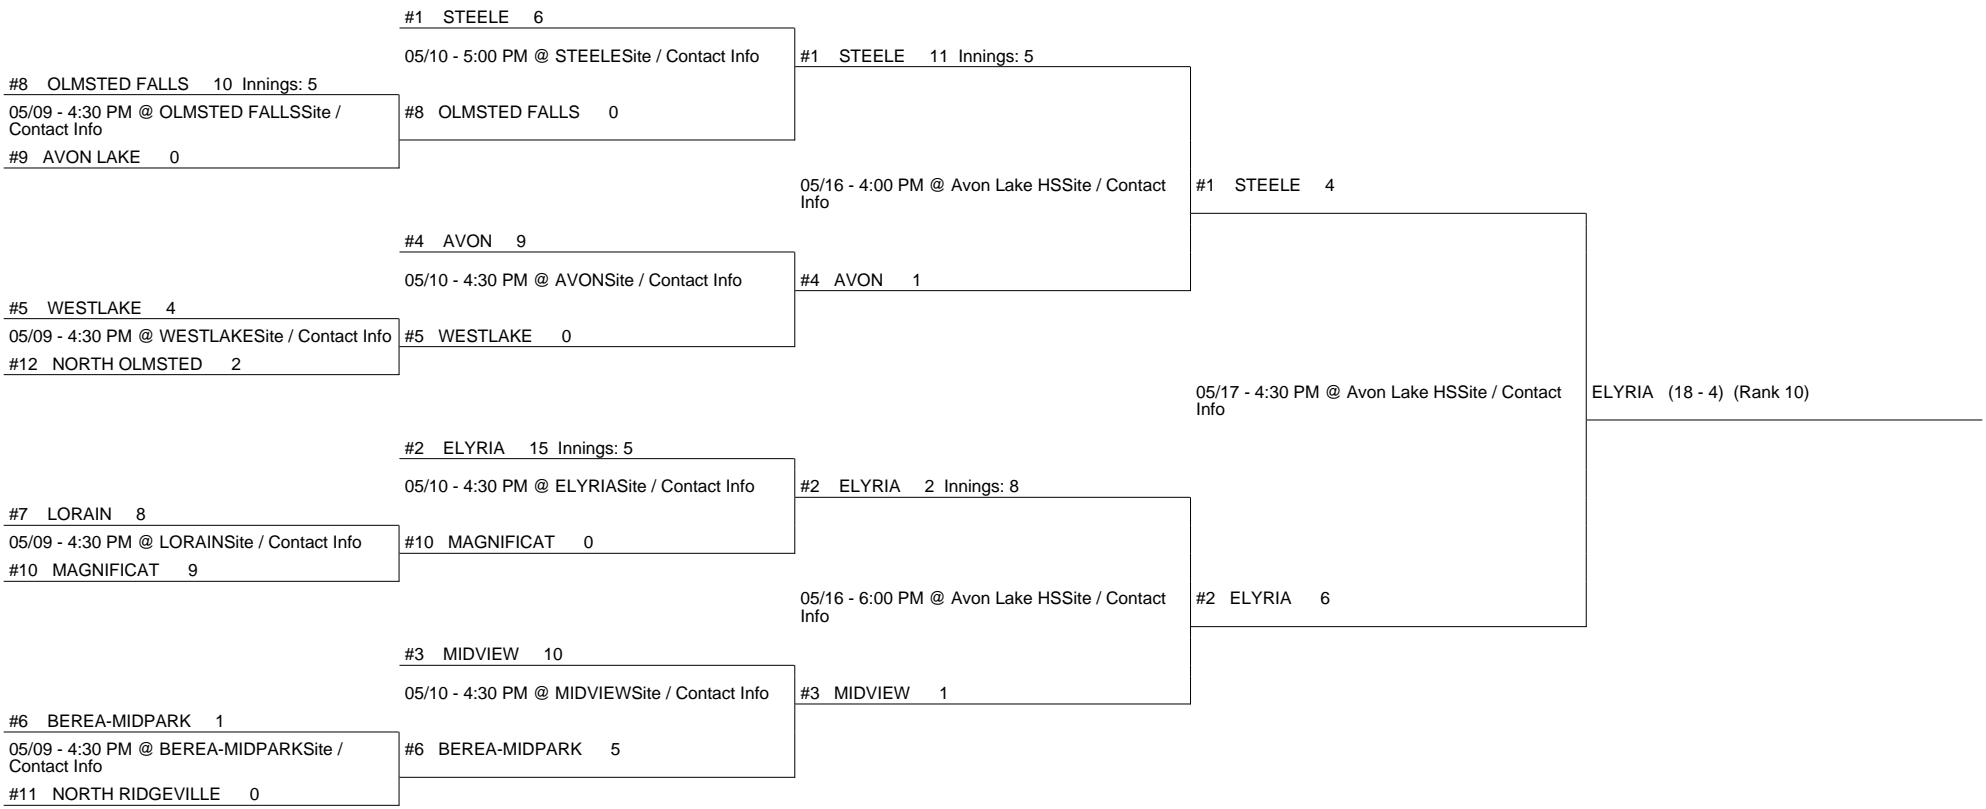 #1 STEELE 6
05/10 - 5:00 PM @ STEELESite / Contact Info
#1 STEELE 11 Innings: 5
#8 OLMSTED FALLS 10 Innings: 5
05/09 - 4:30 PM @ OLMSTED FALLSSite /
Contact Info
#8 OLMSTED FALLS 0
#9 AVON LAKE 0
05/16 - 4:00 PM @ Avon Lake HSSite / Contact
Info
#1 STEELE 4
#4 AVON 9
05/10 - 4:30 PM @ AVONSite / Contact Info
#4 AVON 1
#5 WESTLAKE 4
05/09 - 4:30 PM @ WESTLAKESite / Contact Info
#5 WESTLAKE 0
#12 NORTH OLMSTED 2
05/17 - 4:30 PM @ Avon Lake HSSite / Contact
Info
ELYRIA (18 - 4) (Rank 10)
#2 ELYRIA 15 Innings: 5
05/10 - 4:30 PM @ ELYRIASite / Contact Info
#2 ELYRIA 2 Innings: 8
#7 LORAIN 8
05/09 - 4:30 PM @ LORAINSite / Contact Info
#10 MAGNIFICAT 0
#10 MAGNIFICAT 9
05/16 - 6:00 PM @ Avon Lake HSSite / Contact
Info
#2 ELYRIA 6
#3 MIDVIEW 10
05/10 - 4:30 PM @ MIDVIEWSite / Contact Info
#3 MIDVIEW 1
#6 BEREA-MIDPARK 1
05/09 - 4:30 PM @ BEREA-MIDPARKSite /
Contact Info
#6 BEREA-MIDPARK 5
#11 NORTH RIDGEVILLE 0